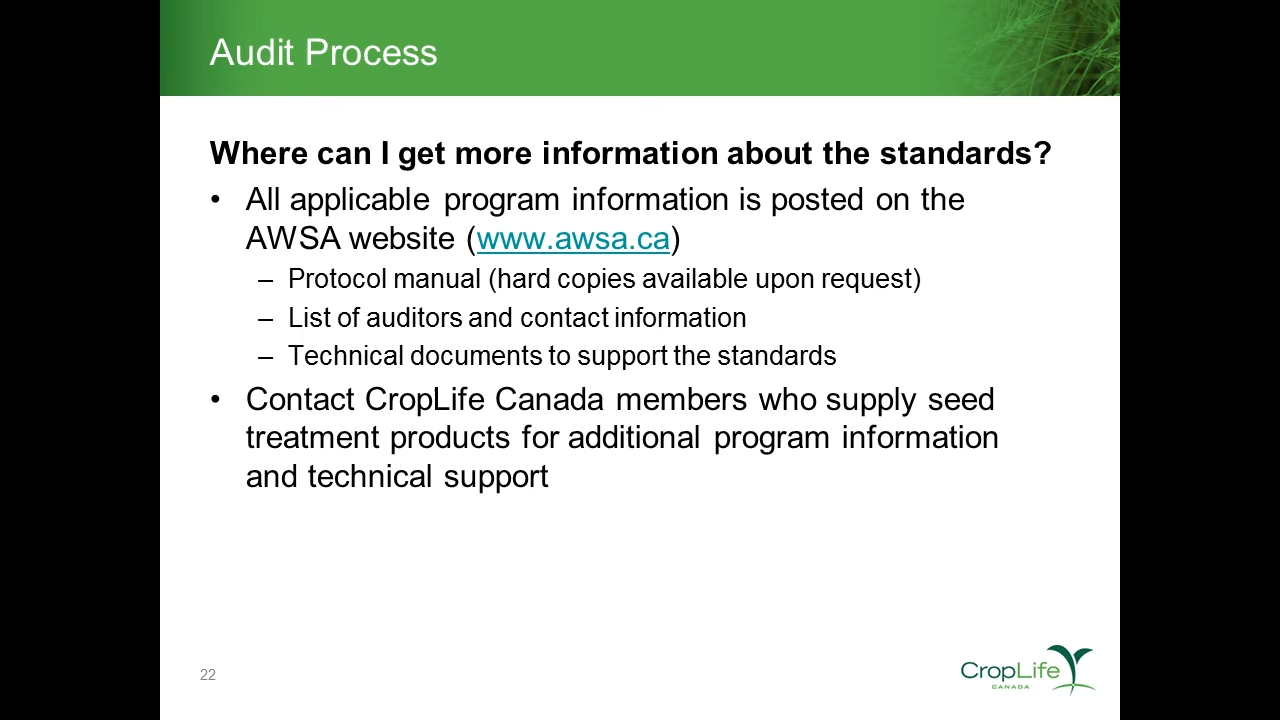 Audit Process
Where can I get more information about the standards?
• All applicable program information is posted on the
AWSA website (www.awsa.ca)
– Protocol manual (hard copies available upon request)
– List of auditors and contact information
– Technical documents to support the standards
• Contact CropLife Canada members who supply seed
treatment products for additional program information
and technical support
22
CropLife
CANADA